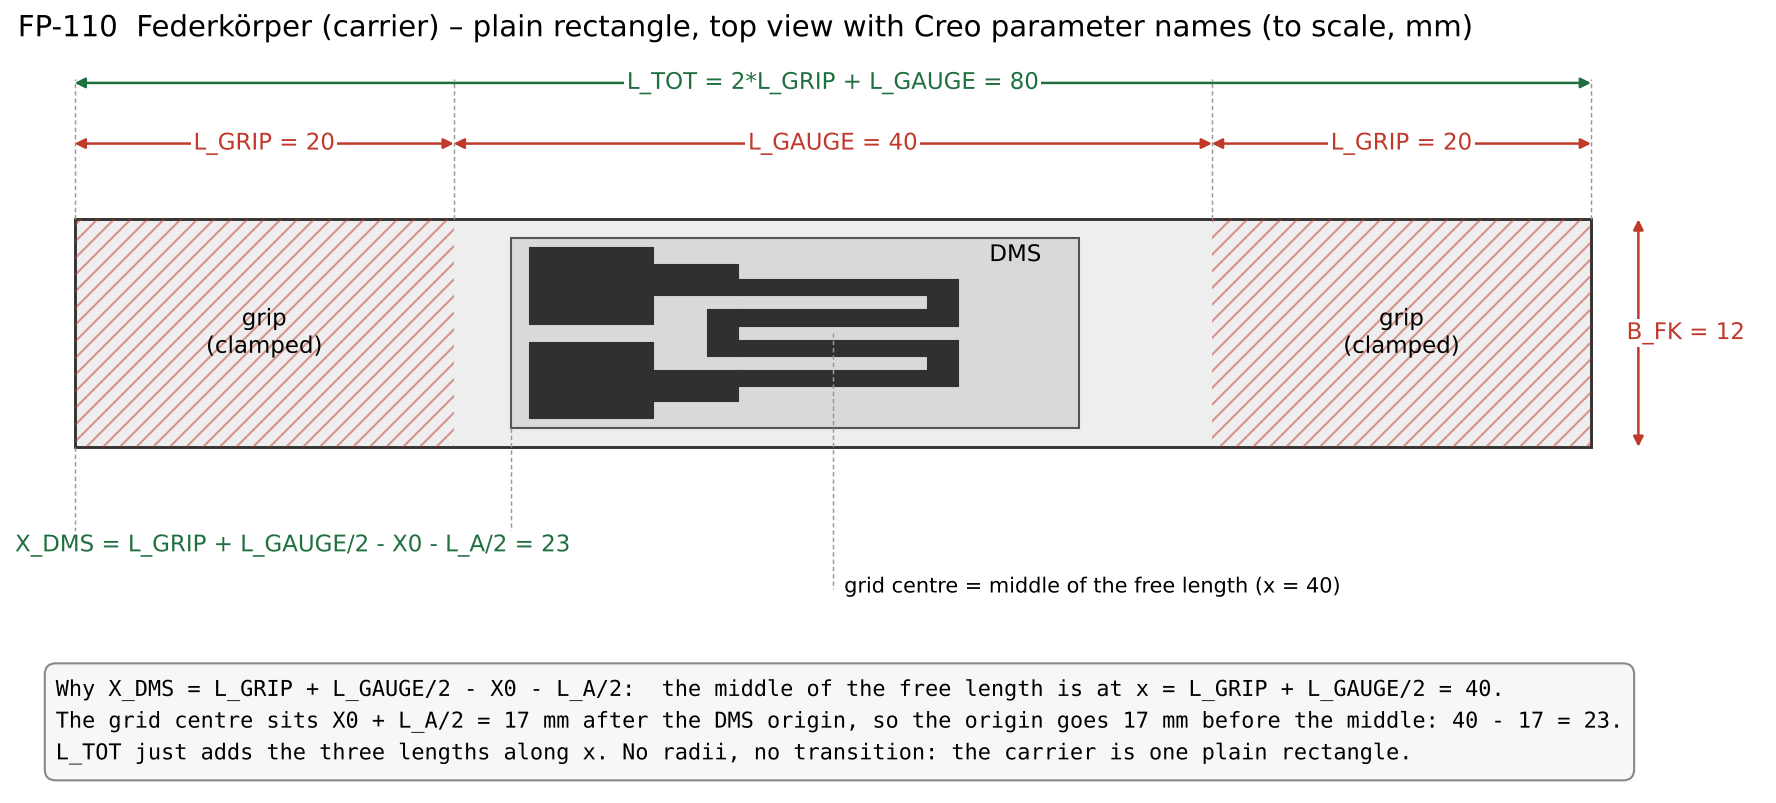 FP-110  Federkörper (carrier) – plain rectangle, top view with Creo parameter names (to scale, mm)
L_TOT = 2*L_GRIP + L_GAUGE = 80
L_GRIP = 20
L_GAUGE = 40
L_GRIP = 20
DMS
grip
(clamped)
grip
(clamped)
B_FK = 12
X_DMS = L_GRIP + L_GAUGE/2 - X0 - L_A/2 = 23
grid centre = middle of the free length (x = 40)
Why X_DMS = L_GRIP + L_GAUGE/2 - X0 - L_A/2:  the middle of the free length is at x = L_GRIP + L_GAUGE/2 = 40.
The grid centre sits X0 + L_A/2 = 17 mm after the DMS origin, so the origin goes 17 mm before the middle: 40 - 17 = 23.
L_TOT just adds the three lengths along x. No radii, no transition: the carrier is one plain rectangle.